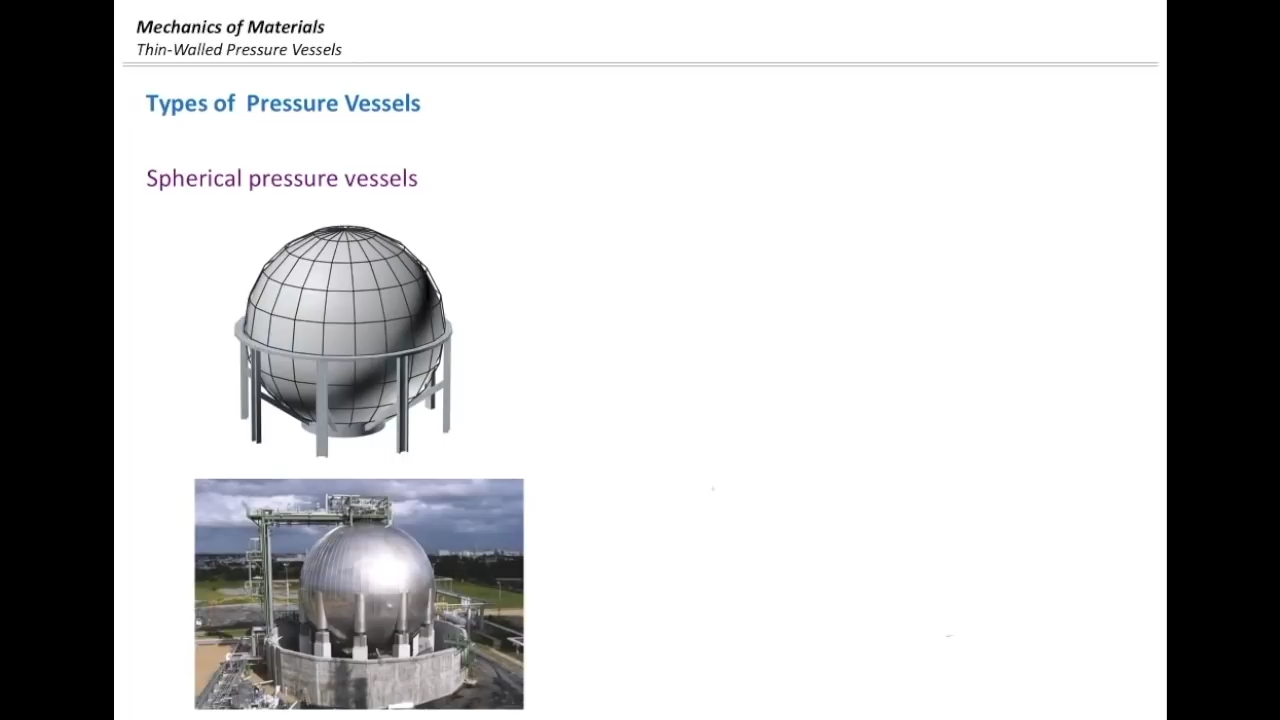 Mechanics of Materials
Thin-Walled Pressure Vessels
Types of Pressure Vessels
Spherical pressure vessels